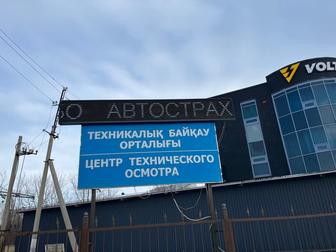 О АВТОСТРАХ
ТЕХНИКАЛЫҚ БАЙҚАУ
ОРТАЛЫҒЫ
ЦЕНТР ТЕХНИЧЕСКОГО
ОСМОТРА
VOLT